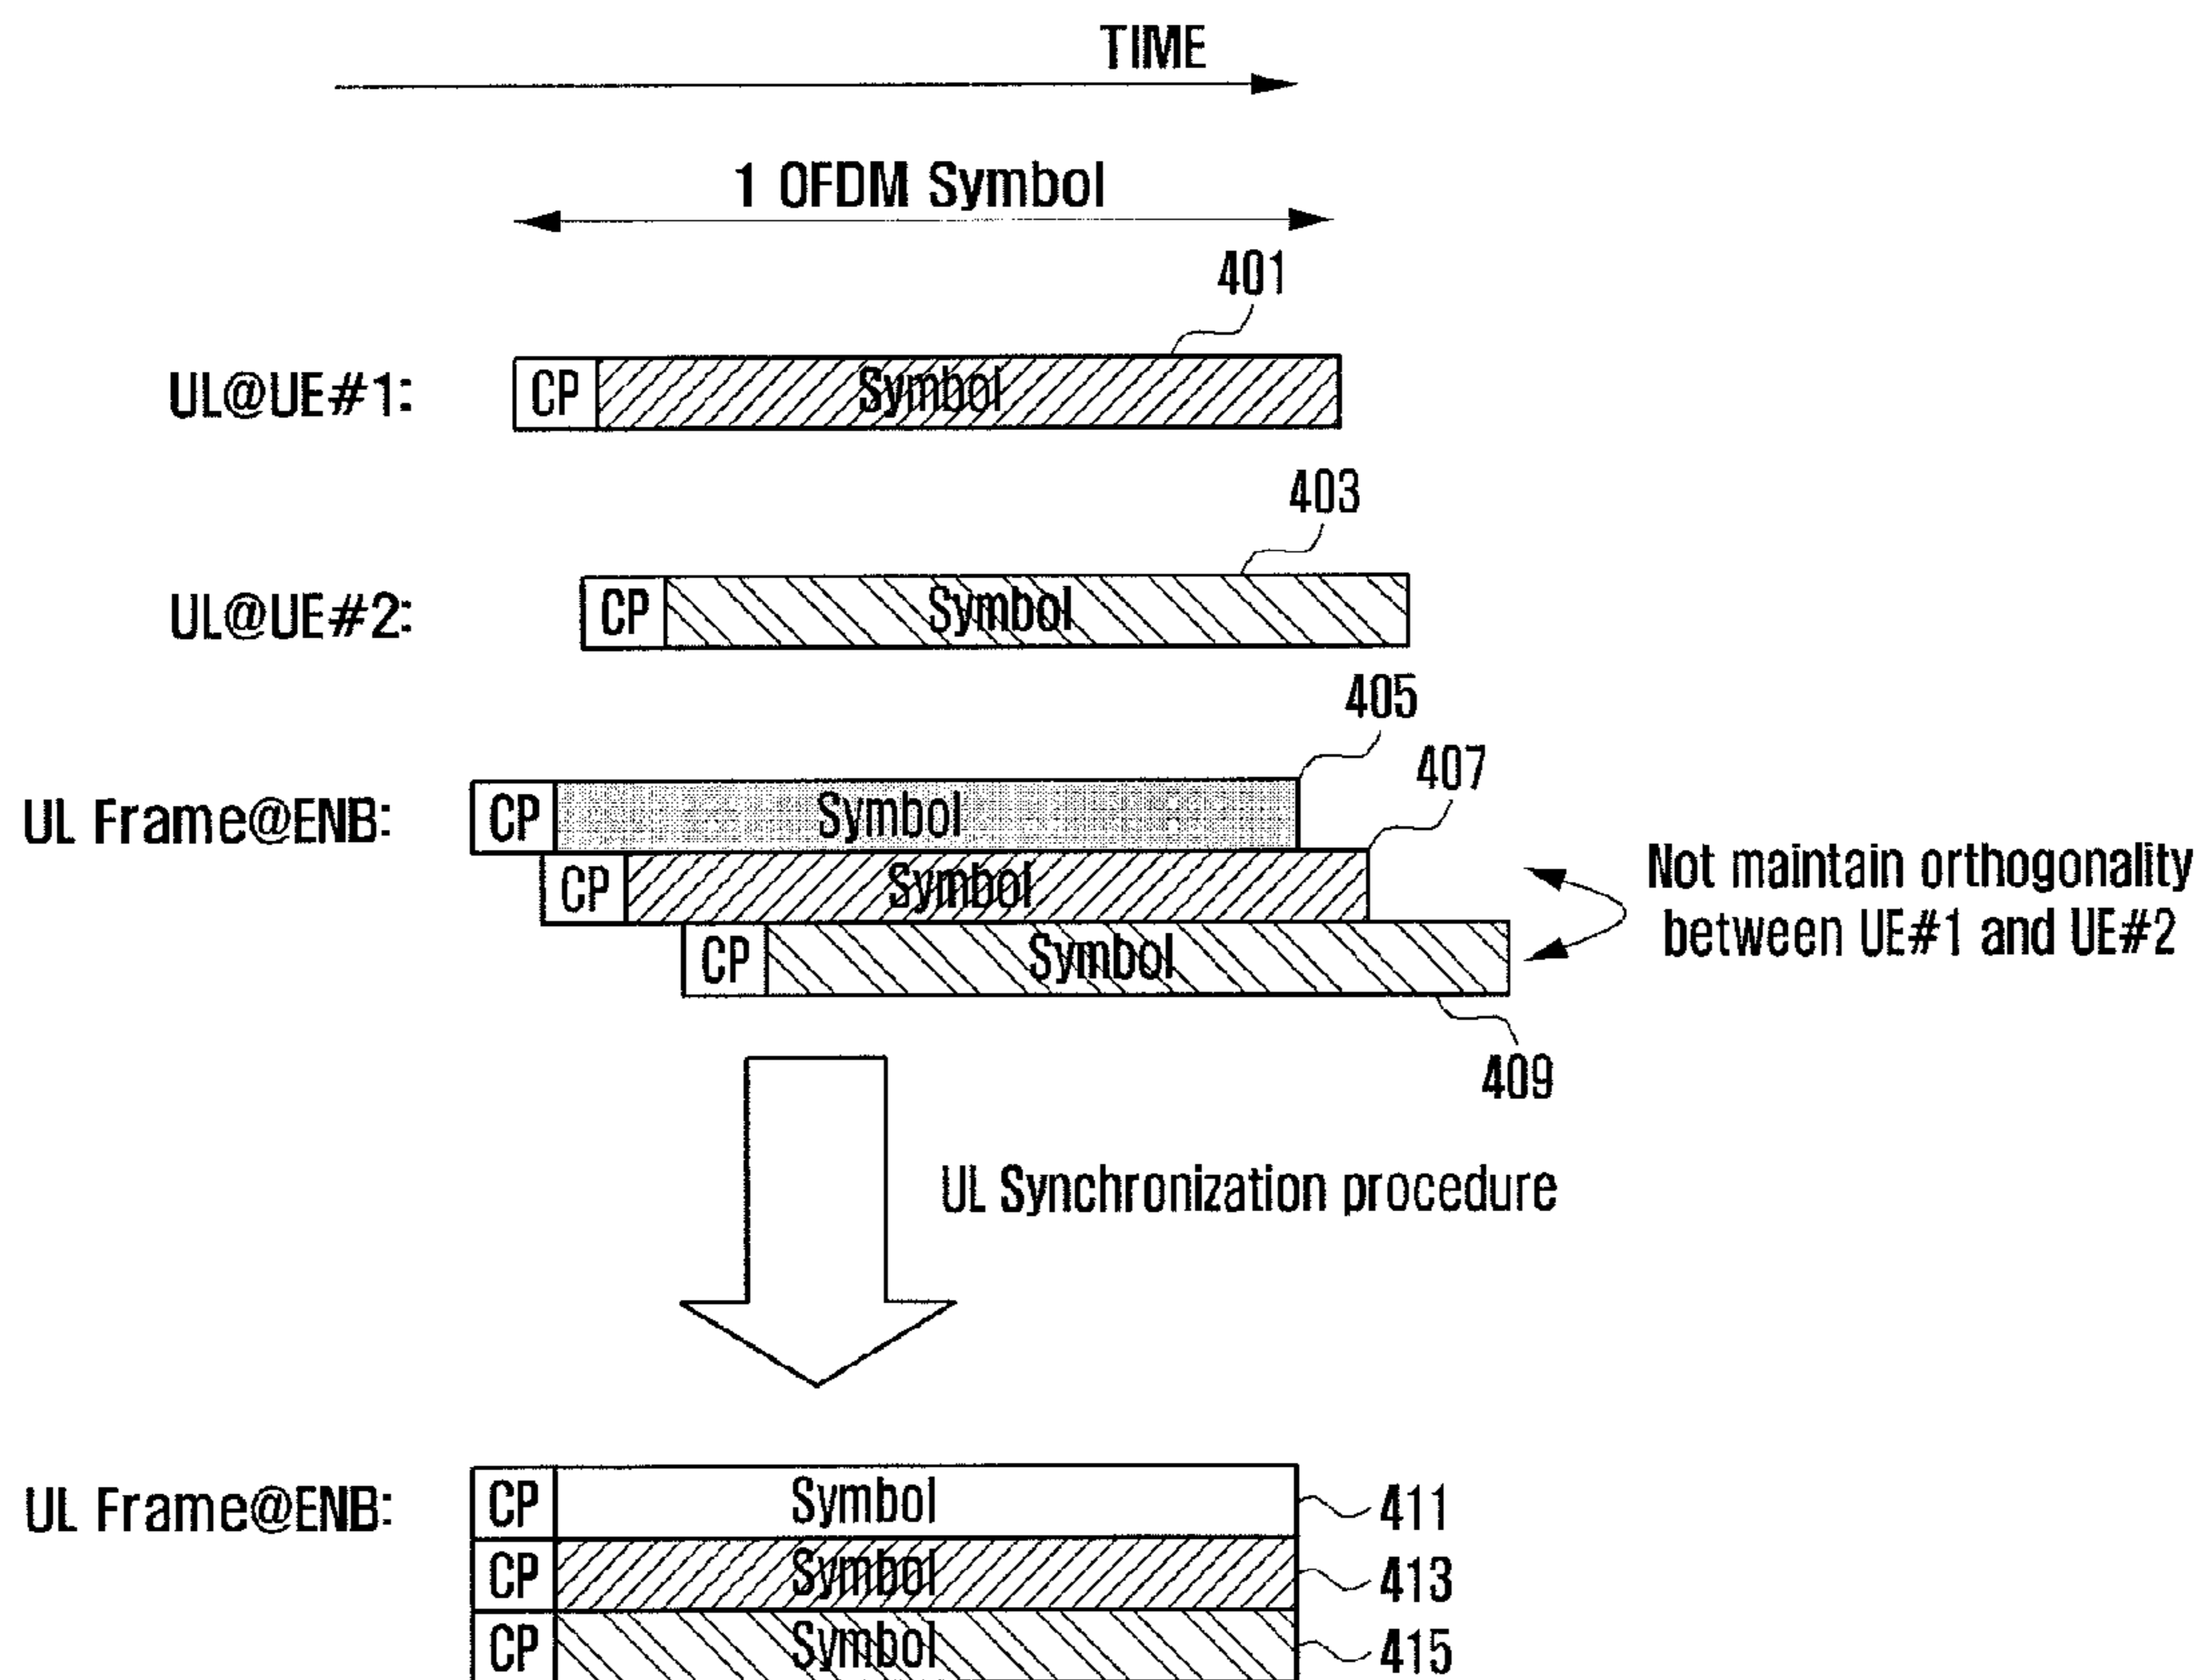 TIME
1 OFDM Symbol
401
UL@UE#1:
CP
Symbol
403
UL@UE#2:
CP
Symbol
405
407
UL Frame@ENB:
CP
Symbol
CP
Symbol
CP
Symbol
Not maintain orthogonality
between UE#1 and UE#2
409
UL Synchronization procedure
UL Frame@ENB:
CP
Symbol
411
CP
Symbol
413
CP
Symbol
415